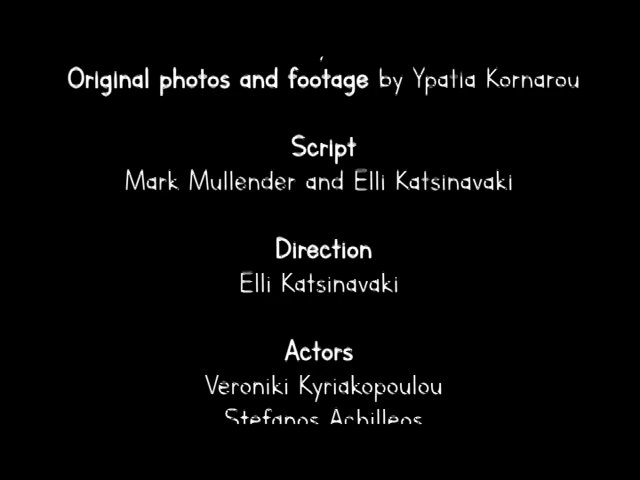 Original photos and footage by Ypatia Kornarou
Script
Mark Mullender and Elli Katsinavaki
Direction
Elli Katsinavaki
Actors
Veroniki Kyriakopoulou
Stefanos Achilleos